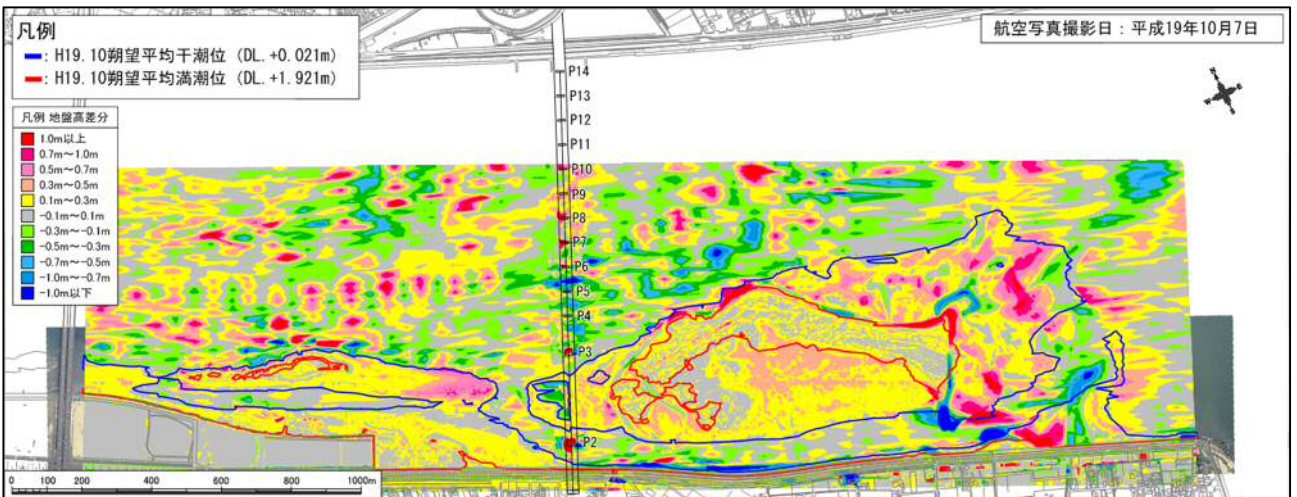 凡例
: H19.10朔望平均干潮位 (DL.+0.021m)
: H19.10朔望平均満潮位 (DL.+1.921m)
航空写真撮影日：平成19年10月7日
凡例 地盤高差分
1.0m以上
0.7m～1.0m
0.5m～0.7m
0.3m～0.5m
0.1m～0.3m
-0.1m～0.1m
-0.3m～-0.1m
-0.5m～-0.3m
-0.7m～-0.5m
-1.0m～-0.7m
-1.0m以下
P14
P13
P12
P11
P10
P9
P8
P7
P6
P5
P4
P3
P2
0 100 200 400 600 800 1000m